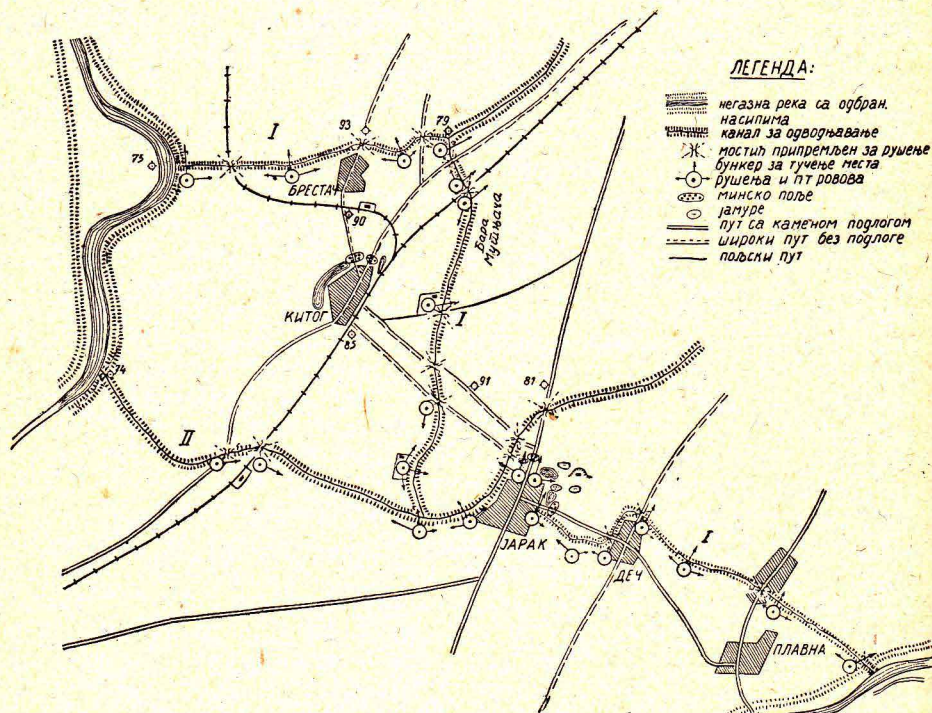 ЛЕГЕНДА:
негазна река са одбран.
насипима
канал за одводњавање
мостић припремљен за рушење
бункер за тучење места
рушења и пт ровова
минско поље
јамуре
пут са каменом подлогом
широки пут без подлоге
пољски пут
I
93
79
75
БРЕСТАЧ
90
Бара
Мушњача
КИТОГ
I
85
91
81
74
II
ЈАРАК
ДЕЧ
I
ПЛАВНА